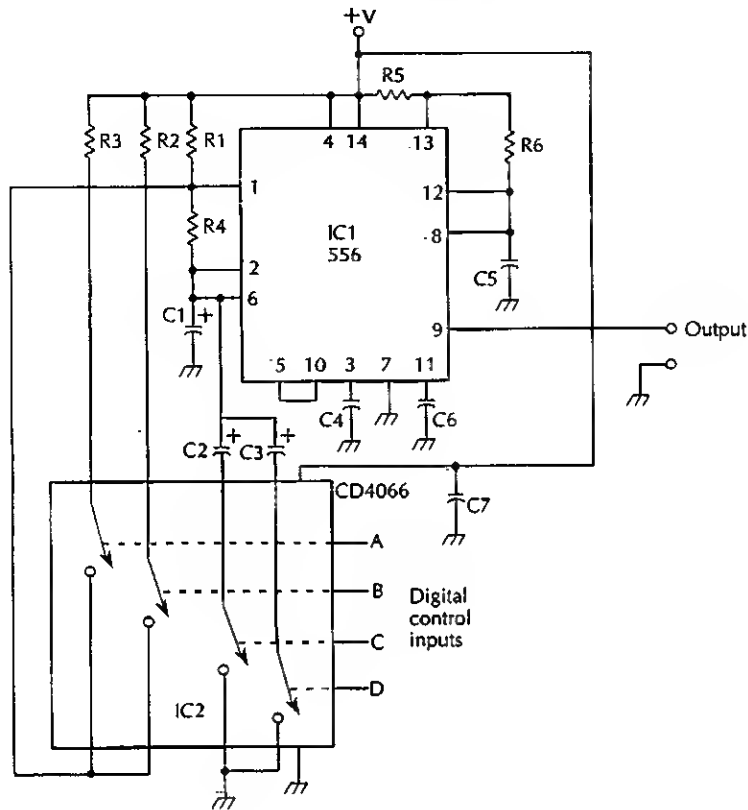 +V
R5
R3
R2
R1
4
14
13
R6
1
12
R4
IC1
556
8
2
C5
6
C1
+
9
Output
5
10
3
7
11
C4
C6
C2
+
C3
+
CD4066
C7
A
B
Digital
control
inputs
C
D
IC2